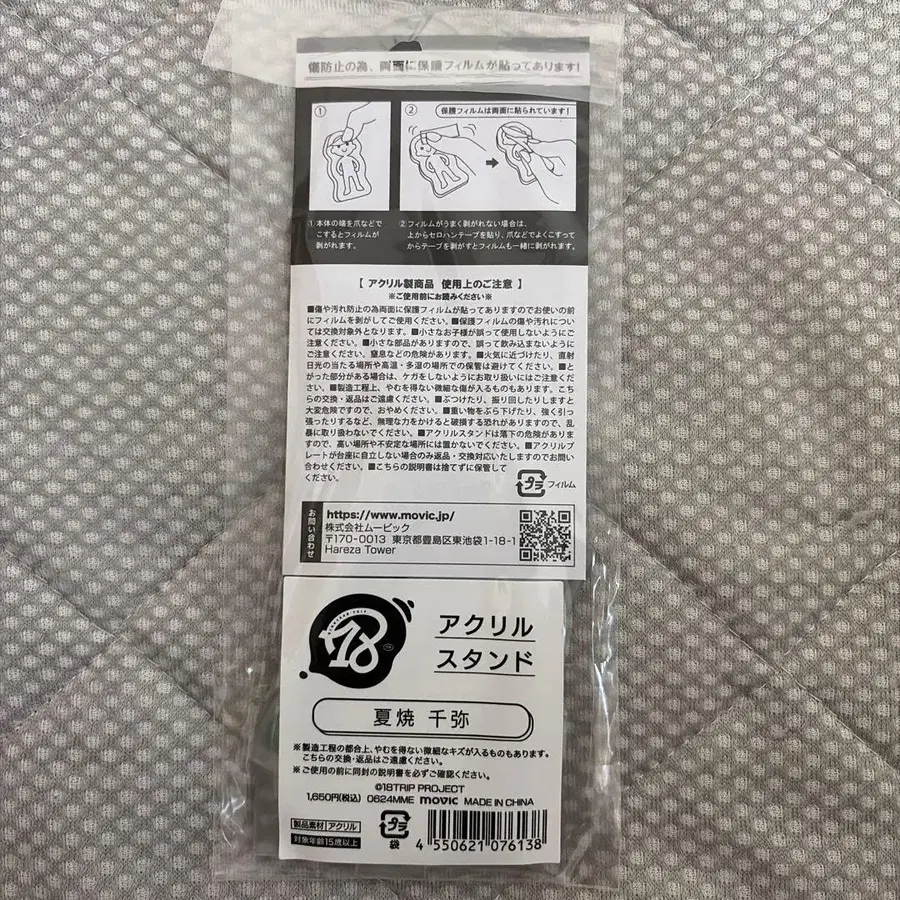 傷防止の為、両面に保護フィルムが貼ってあります!
①
② 保護フィルムは両面に貼られています!
①本体の端を爪などで
こするとフィルムが
剥がれます。
②フィルムがうまく剥がれない場合は、
上からセロハンテープを貼り、爪などでよくこすって
からテープを剥がすとフィルムも一緒に剥がれます。
【 アクリル製商品 使用上のご注意 】
※ご使用前にお読みください※
■傷や汚れ防止の為両面に保護フィルムが貼ってありますのでお使いの前
にフィルムを剥がしてご使用ください。■保護フィルムの傷や汚れについ
ては交換対象外となります。■小さなお子様が誤って使用しないようにご
注意ください。■小さな部品がありますので、誤って飲み込まないように
ご注意ください。窒息などの危険があります。■火気に近づけたり、直射
日光の当たる場所や高温・多湿の場所での保管は避けてください。■と
がった部分がある場合は、ケガをしないようにお取り扱いにはご注意くだ
さい。■製造工程上、やむを得ない微細な傷が入るものもあります。こち
らの交換・返品はご遠慮ください。■ぶつけたり、振り回したりしますと
大変危険ですので、おやめください。■重い物をぶら下げたり、強く引っ
張ったりするなど、無理な力をかけると破損する恐れがありますので、乱
暴に取り扱わないでください。■アクリルスタンドは落下の危険がありま
すので、高い場所や不安定な場所には置かないでください。■アクリルプ
レートが台座に自立しない場合のみ返品・交換対応いたしますのでお問い
合わせください。■こちらの説明書は捨てずに保管して
ください。
プラ フィルム
お問い合わせ
https://www.movic.jp/
株式会社ムービック
〒170-0013 東京都豊島区東池袋1-18-1
Hareza Tower
18
アクリル
スタンド
夏焼 千弥
※製造工程の都合上、やむを得ない微細なキズが入るものもあります。
こちらの交換・返品はご遠慮ください。
※ご使用の前に同封の説明書を必ずご確認ください。
©18TRIP PROJECT
1,650円(税込) 0624MME movic MADE IN CHINA
製品素材 アクリル
対象年齢15歳以上
プラ
袋
4 550621 076138